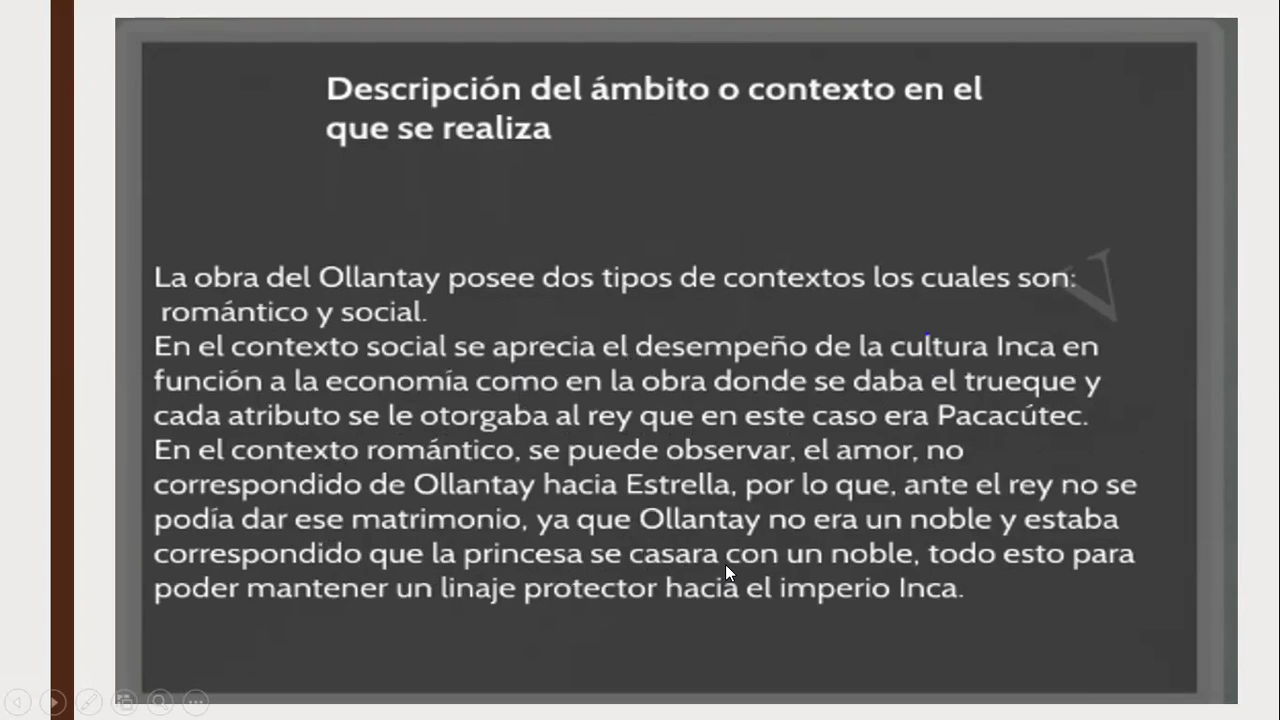 Descripción del ámbito o contexto en el
que se realiza
La obra del Ollantay posee dos tipos de contextos los cuales son:
romántico y social.
En el contexto social se aprecia el desempeño de la cultura Inca en
función a la economía como en la obra donde se daba el trueque y
cada atributo se le otorgaba al rey que en este caso era Pacacútec.
En el contexto romántico, se puede observar, el amor, no
correspondido de Ollantay hacia Estrella, por lo que, ante el rey no se
podía dar ese matrimonio, ya que Ollantay no era un noble y estaba
correspondido que la princesa se casara con un noble, todo esto para
poder mantener un linaje protector hacia el imperio Inca.